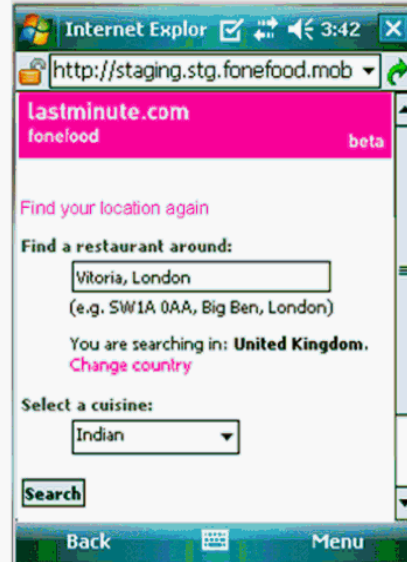 Internet Explor 3:42
http://staging.stg.fonefood.mob
lastminute.com
fonefood
beta
Find your location again
Find a restaurant around:
Vitoria, London
(e.g. SW1A 0AA, Big Ben, London)
You are searching in: United Kingdom.
Change country
Select a cuisine:
Indian
Search
Back Menu